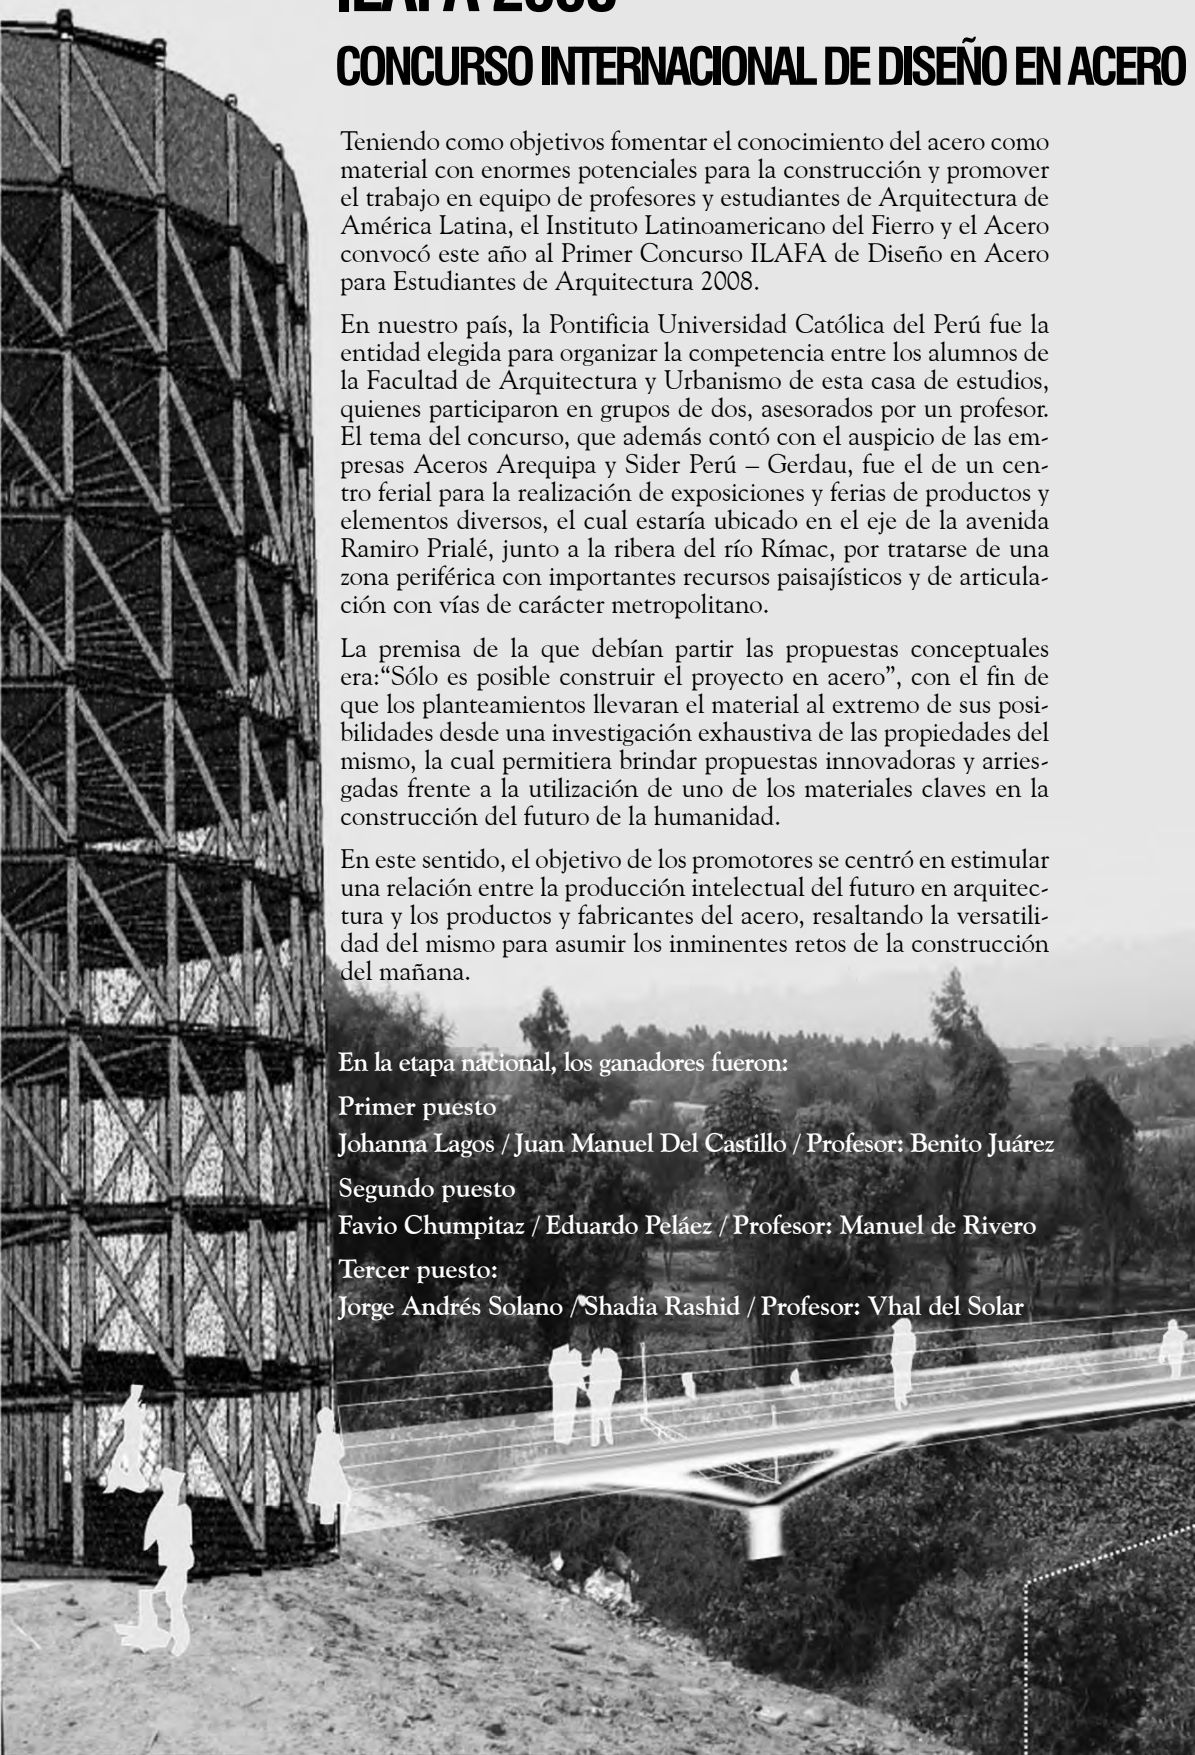 ILAFA 2008
CONCURSO INTERNACIONAL DE DISEÑO EN ACERO
Teniendo como objetivos fomentar el conocimiento del acero como
material con enormes potenciales para la construcción y promover
el trabajo en equipo de profesores y estudiantes de Arquitectura de
América Latina, el Instituto Latinoamericano del Fierro y el Acero
convocó este año al Primer Concurso ILAFA de Diseño en Acero
para Estudiantes de Arquitectura 2008.
En nuestro país, la Pontificia Universidad Católica del Perú fue la
entidad elegida para organizar la competencia entre los alumnos de
la Facultad de Arquitectura y Urbanismo de esta casa de estudios,
quienes participaron en grupos de dos, asesorados por un profesor.
El tema del concurso, que además contó con el auspicio de las em-
presas Aceros Arequipa y Sider Perú – Gerdau, fue el de un cen-
tro ferial para la realización de exposiciones y ferias de productos y
elementos diversos, el cual estaría ubicado en el eje de la avenida
Ramiro Prialé, junto a la ribera del río Rímac, por tratarse de una
zona periférica con importantes recursos paisajísticos y de articula-
ción con vías de carácter metropolitano.
La premisa de la que debían partir las propuestas conceptuales
era:“Sólo es posible construir el proyecto en acero”, con el fin de
que los planteamientos llevaran el material al extremo de sus posi-
bilidades desde una investigación exhaustiva de las propiedades del
mismo, la cual permitiera brindar propuestas innovadoras y arries-
gadas frente a la utilización de uno de los materiales claves en la
construcción del futuro de la humanidad.
En este sentido, el objetivo de los promotores se centró en estimular
una relación entre la producción intelectual del futuro en arquitec-
tura y los productos y fabricantes del acero, resaltando la versatili-
dad del mismo para asumir los inminentes retos de la construcción
del mañana.
En la etapa nacional, los ganadores fueron:
Primer puesto
Johanna Lagos / Juan Manuel Del Castillo / Profesor: Benito Juárez
Segundo puesto
Favio Chumpitaz / Eduardo Peláez / Profesor: Manuel de Rivero
Tercer puesto:
Jorge Andrés Solano / Shadia Rashid / Profesor: Vhal del Solar